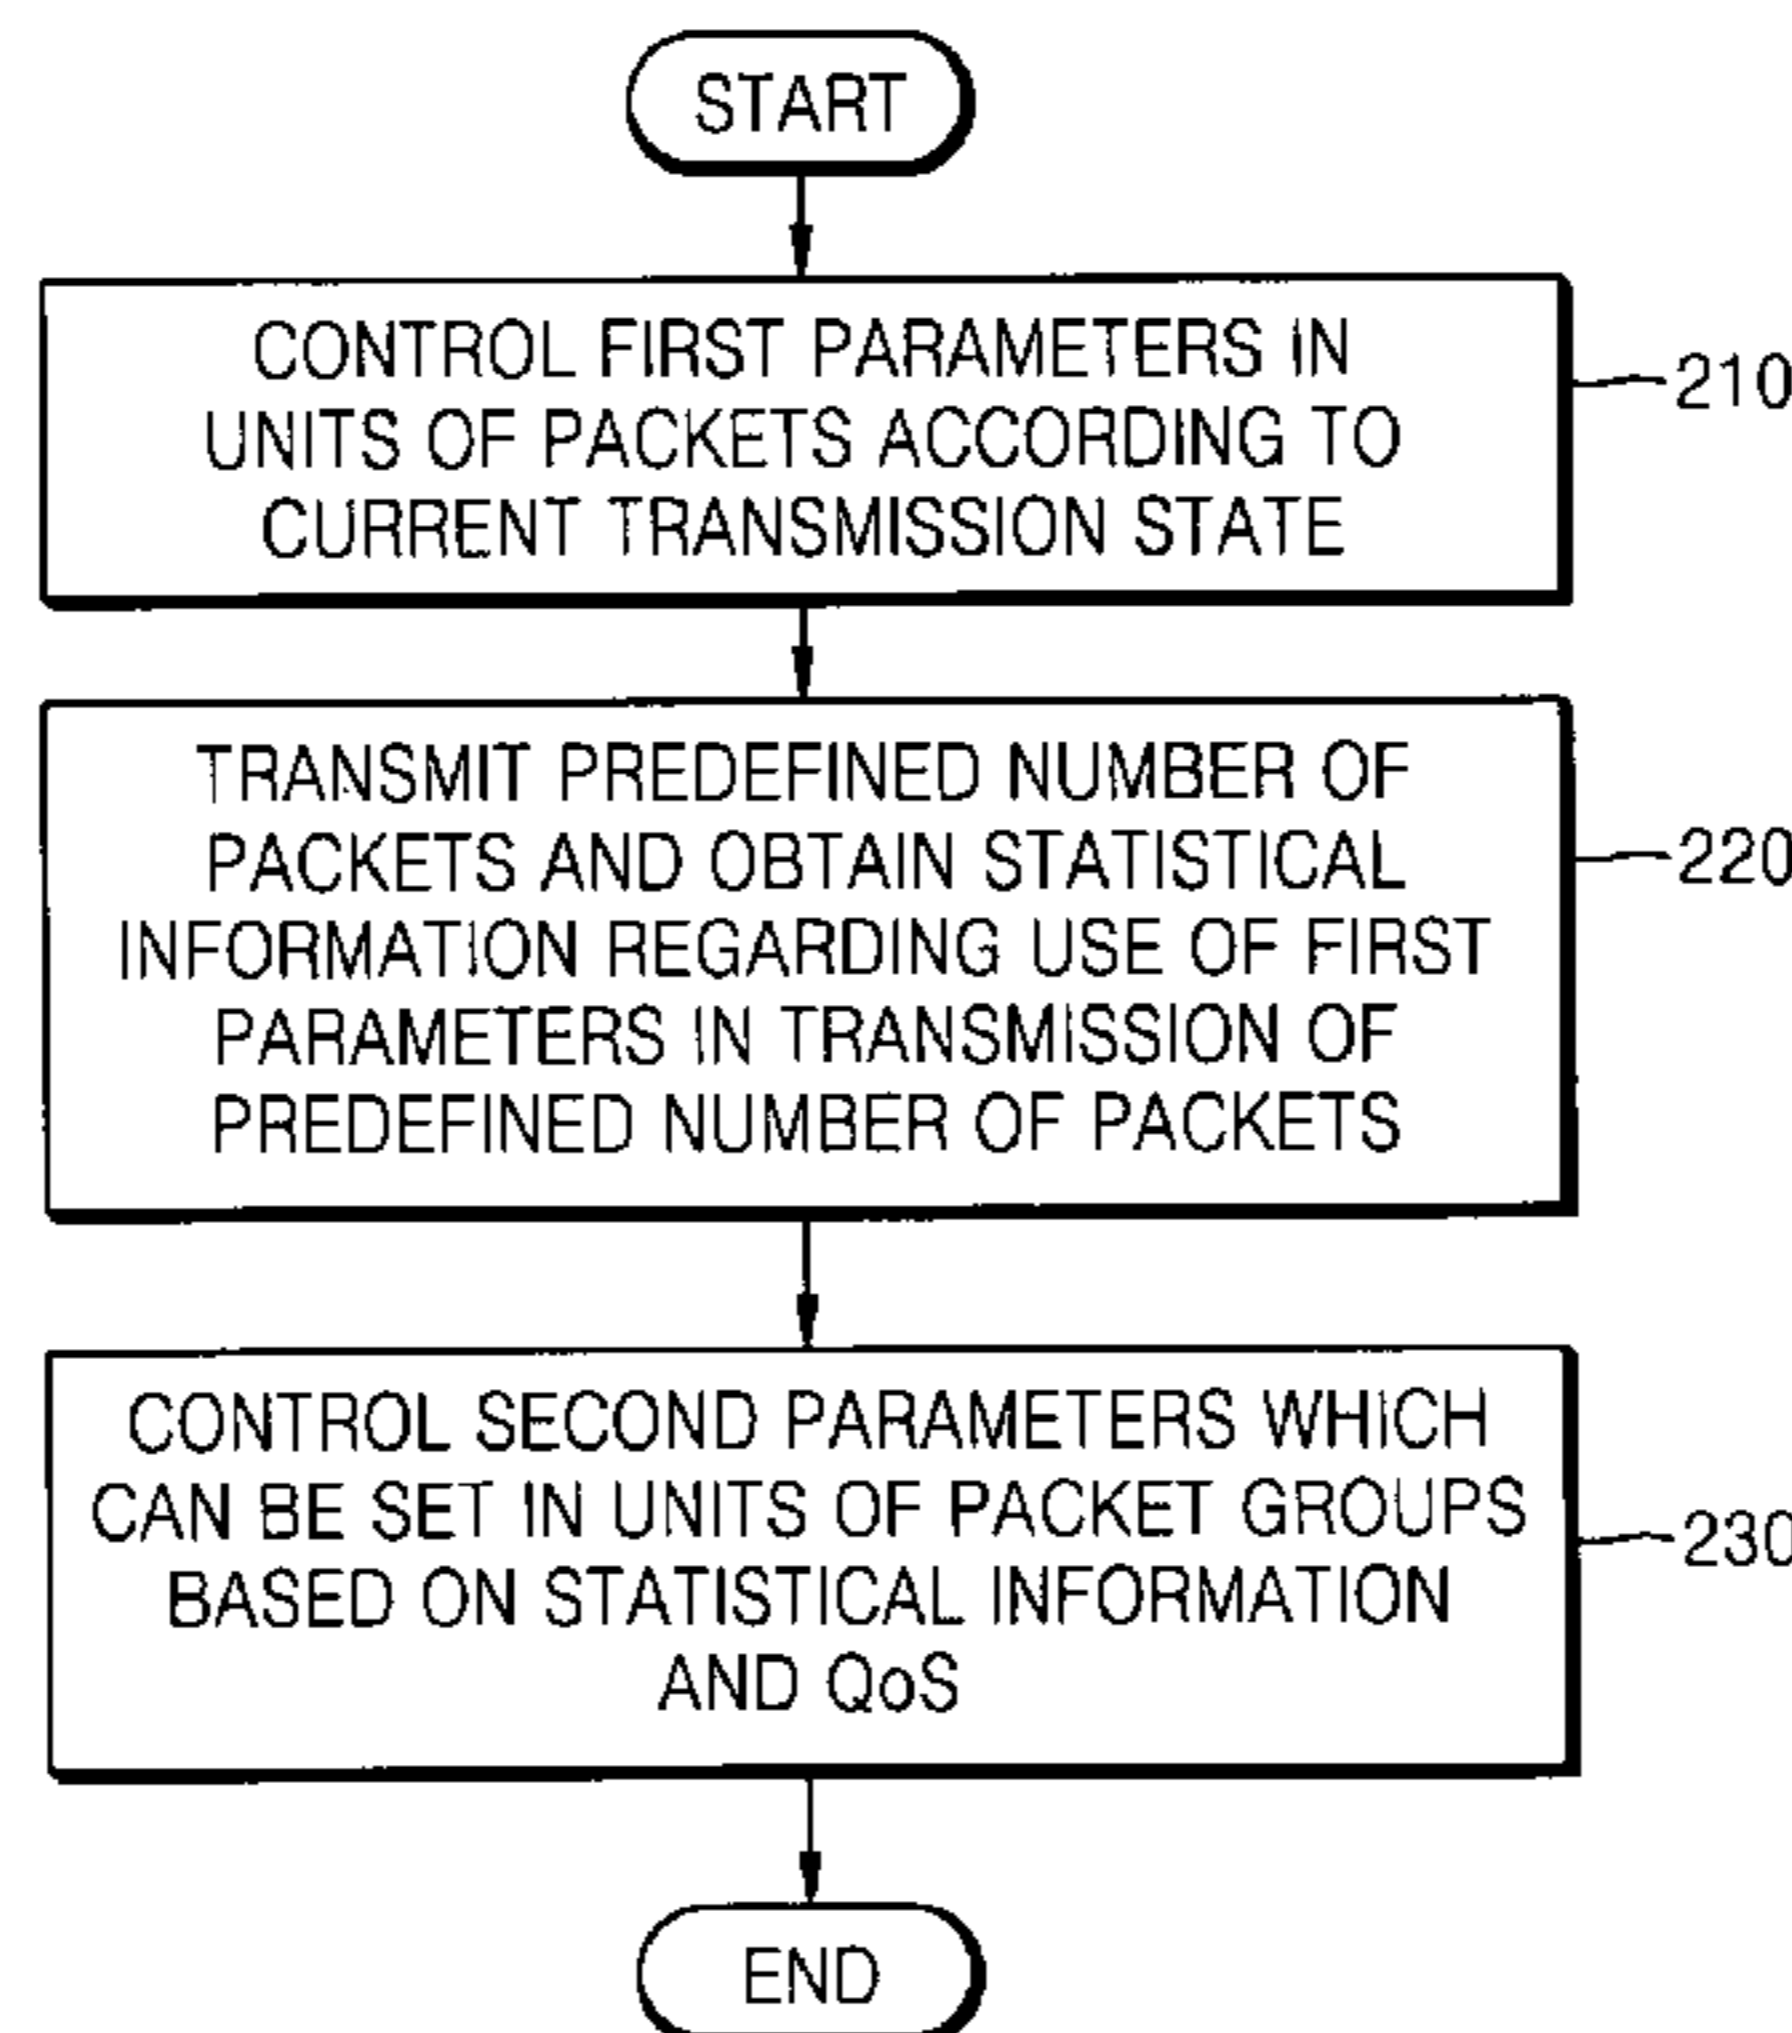 START
CONTROL FIRST PARAMETERS IN
UNITS OF PACKETS ACCORDING TO
CURRENT TRANSMISSION STATE
210
TRANSMIT PREDEFINED NUMBER OF
PACKETS AND OBTAIN STATISTICAL
INFORMATION REGARDING USE OF FIRST
PARAMETERS IN TRANSMISSION OF
PREDEFINED NUMBER OF PACKETS
220
CONTROL SECOND PARAMETERS WHICH
CAN BE SET IN UNITS OF PACKET GROUPS
BASED ON STATISTICAL INFORMATION
AND QoS
230
END